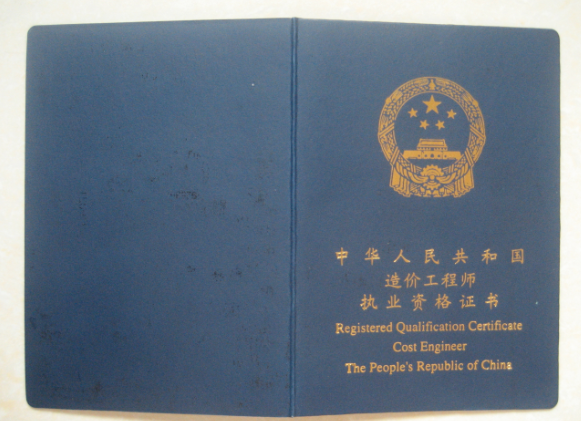 中华人民共和国
造价工程师
执业资格证书
Registered Qualification Certificate
Cost Engineer
The People's Republic of China